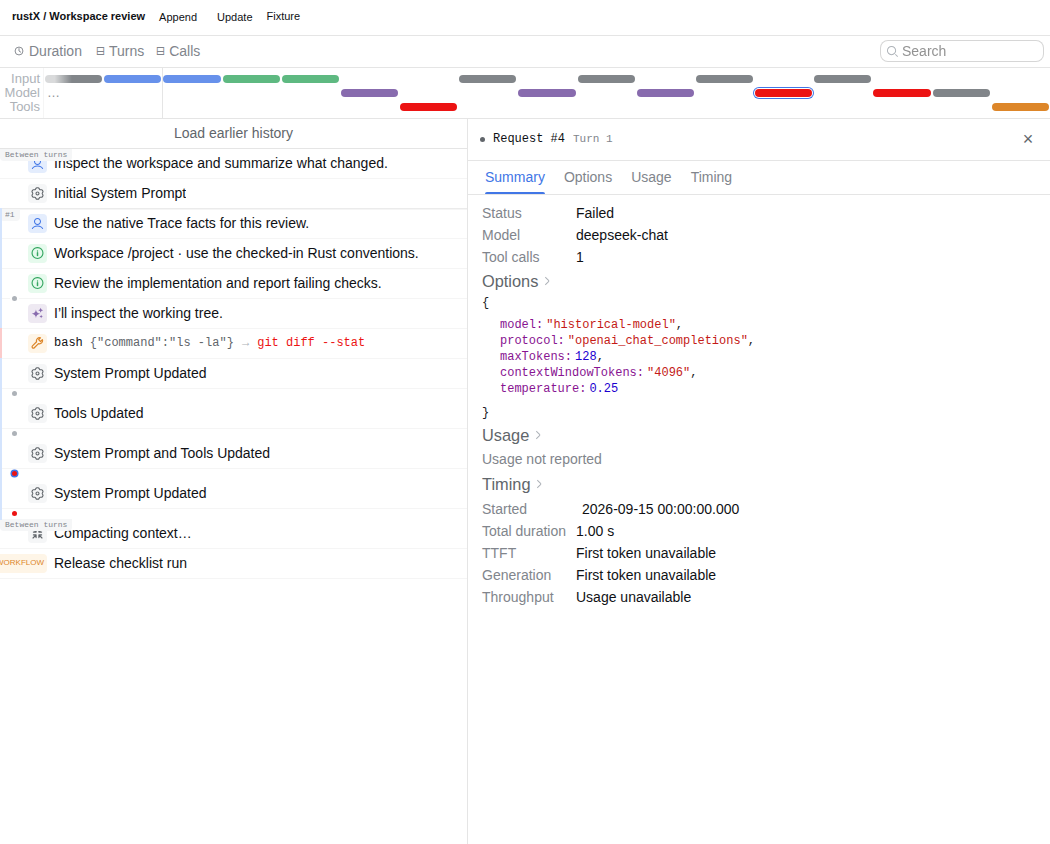 rustX / Workspace review Append Update Fixture
Duration Turns Calls Search
Input
Model ...
Tools
Load earlier history
Between turns
Inspect the workspace and summarize what changed.
Initial System Prompt
#1
Use the native Trace facts for this review.
Workspace /project · use the checked-in Rust conventions.
Review the implementation and report failing checks.
I'll inspect the working tree.
bash {"command":"ls -la"} → git diff --stat
System Prompt Updated
Tools Updated
System Prompt and Tools Updated
System Prompt Updated
Between turns
Compacting context…
WORKFLOW Release checklist run
Request #4 Turn 1 ×
Summary Options Usage Timing
Status Failed
Model deepseek-chat
Tool calls 1
Options
{
model: "historical-model",
protocol: "openai_chat_completions",
maxTokens: 128,
contextWindowTokens: "4096",
temperature: 0.25
}
Usage
Usage not reported
Timing
Started 2026-09-15 00:00:00.000
Total duration 1.00 s
TTFT First token unavailable
Generation First token unavailable
Throughput Usage unavailable